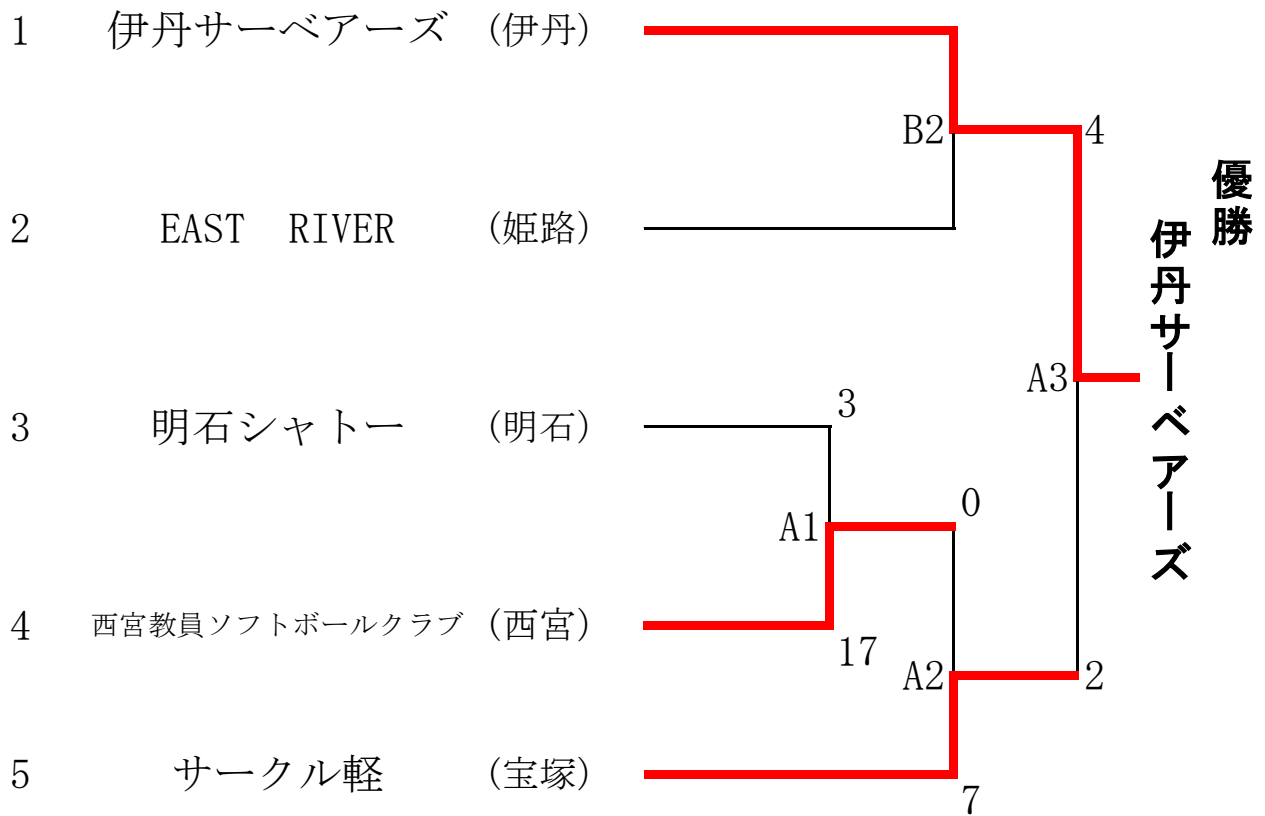 1 伊丹サーベアーズ (伊丹)
B2 4
2 EAST RIVER (姫路)
優勝
伊丹サーベアーズ
A3
3 明石シャトー (明石) 3
A1 0
4 西宮教員ソフトボールクラブ (西宮) 17
A2 2
5 サークル軽 (宝塚) 7